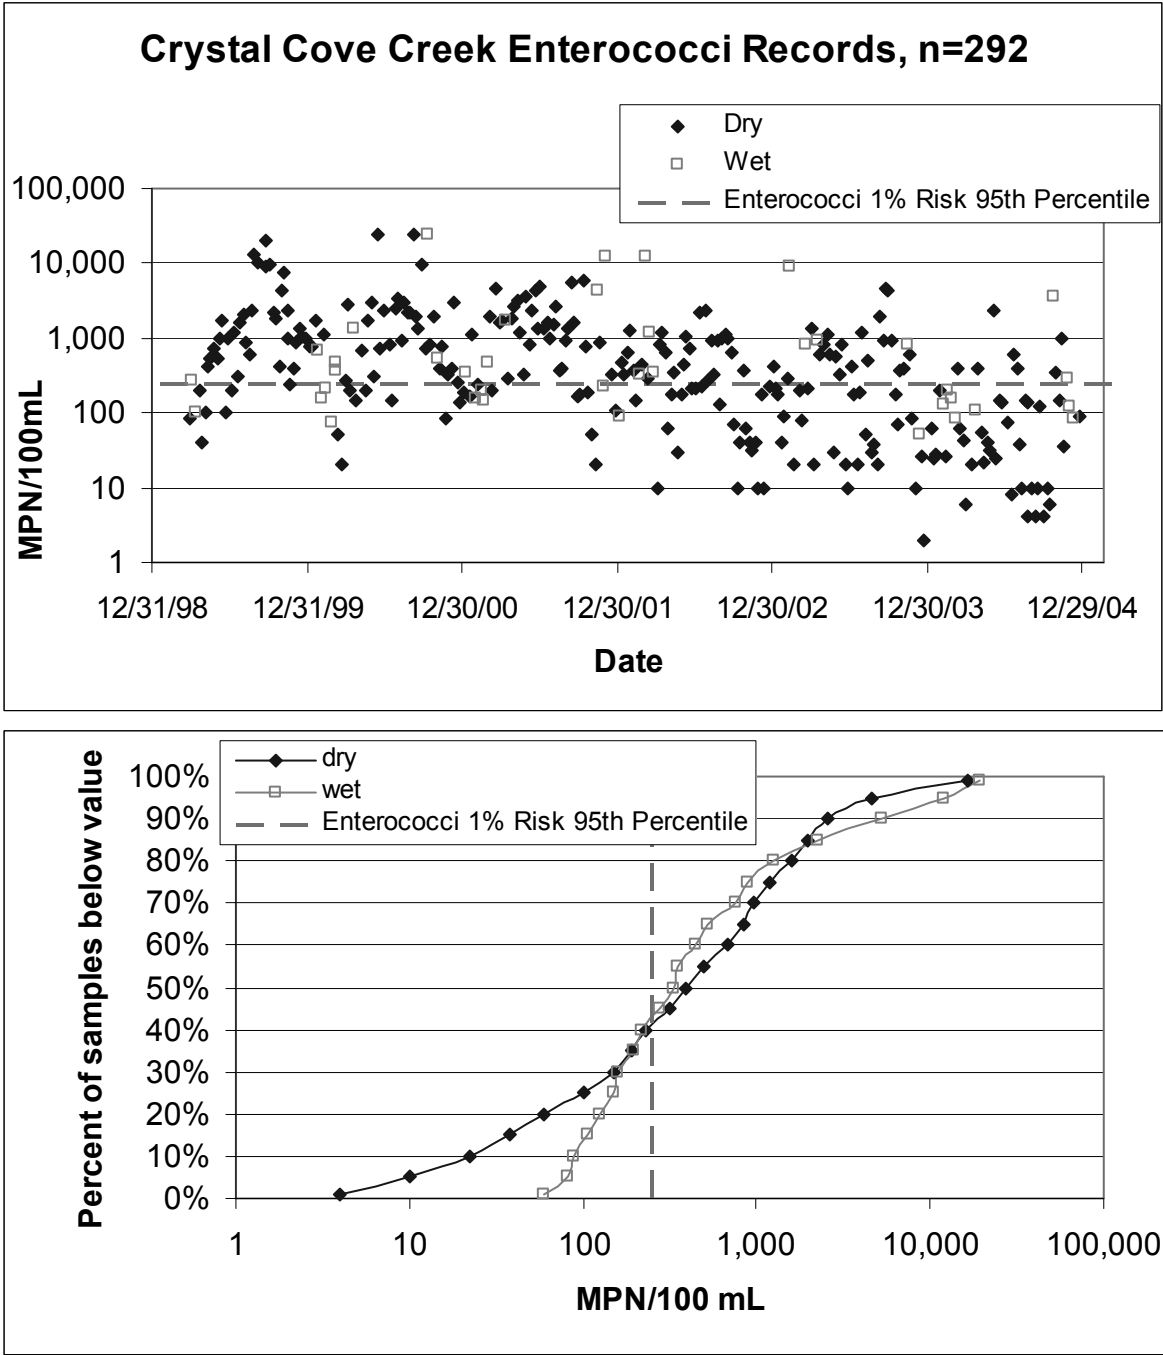 Crystal Cove Creek Enterococci Records, n=292
Dry
Wet
Enterococci 1% Risk 95th Percentile
100,000
10,000
1,000
100
10
1
MPN/100mL
12/31/98 12/31/99 12/30/00 12/30/01 12/30/02 12/30/03 12/29/04
Date
dry
wet
Enterococci 1% Risk 95th Percentile
Percent of samples below value
100%
90%
80%
70%
60%
50%
40%
30%
20%
10%
0%
1 10 100 1,000 10,000 100,000
MPN/100 mL